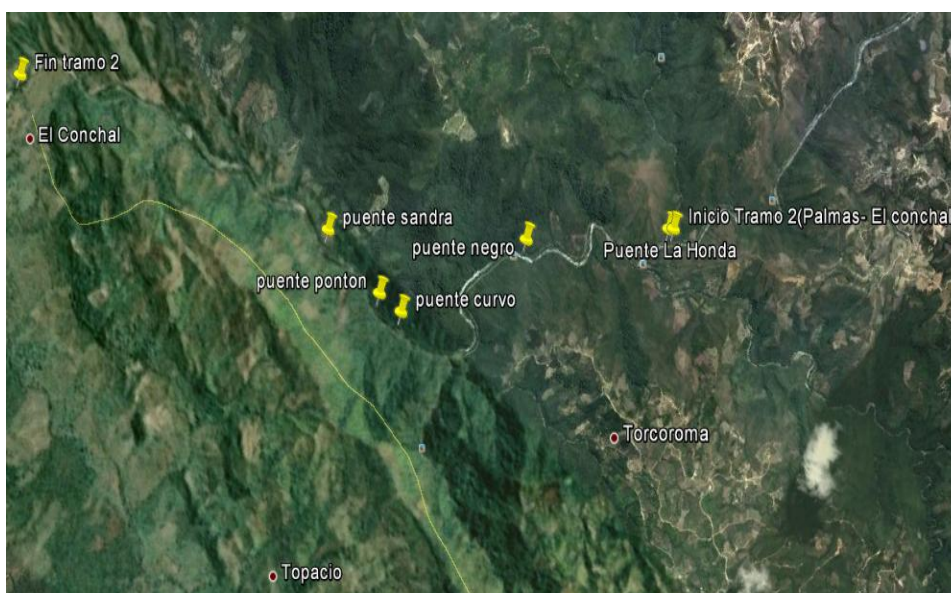 Fin tramo 2
El Conchal
puente sandra
Inicio Tramo 2(Palmas- El conchal
puente negro
Puente La Honda
puente ponton
puente curvo
Torcoroma
Topacio